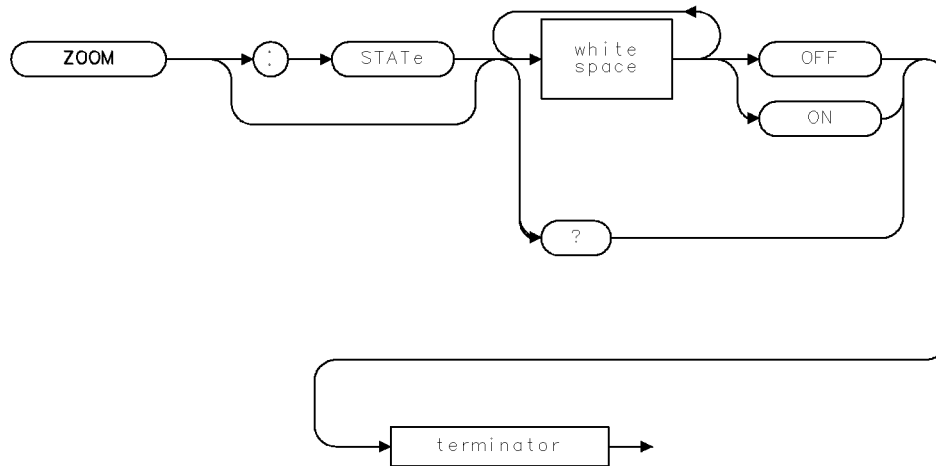 ZOOM
:
STATe
white
space
OFF
ON
?
terminator